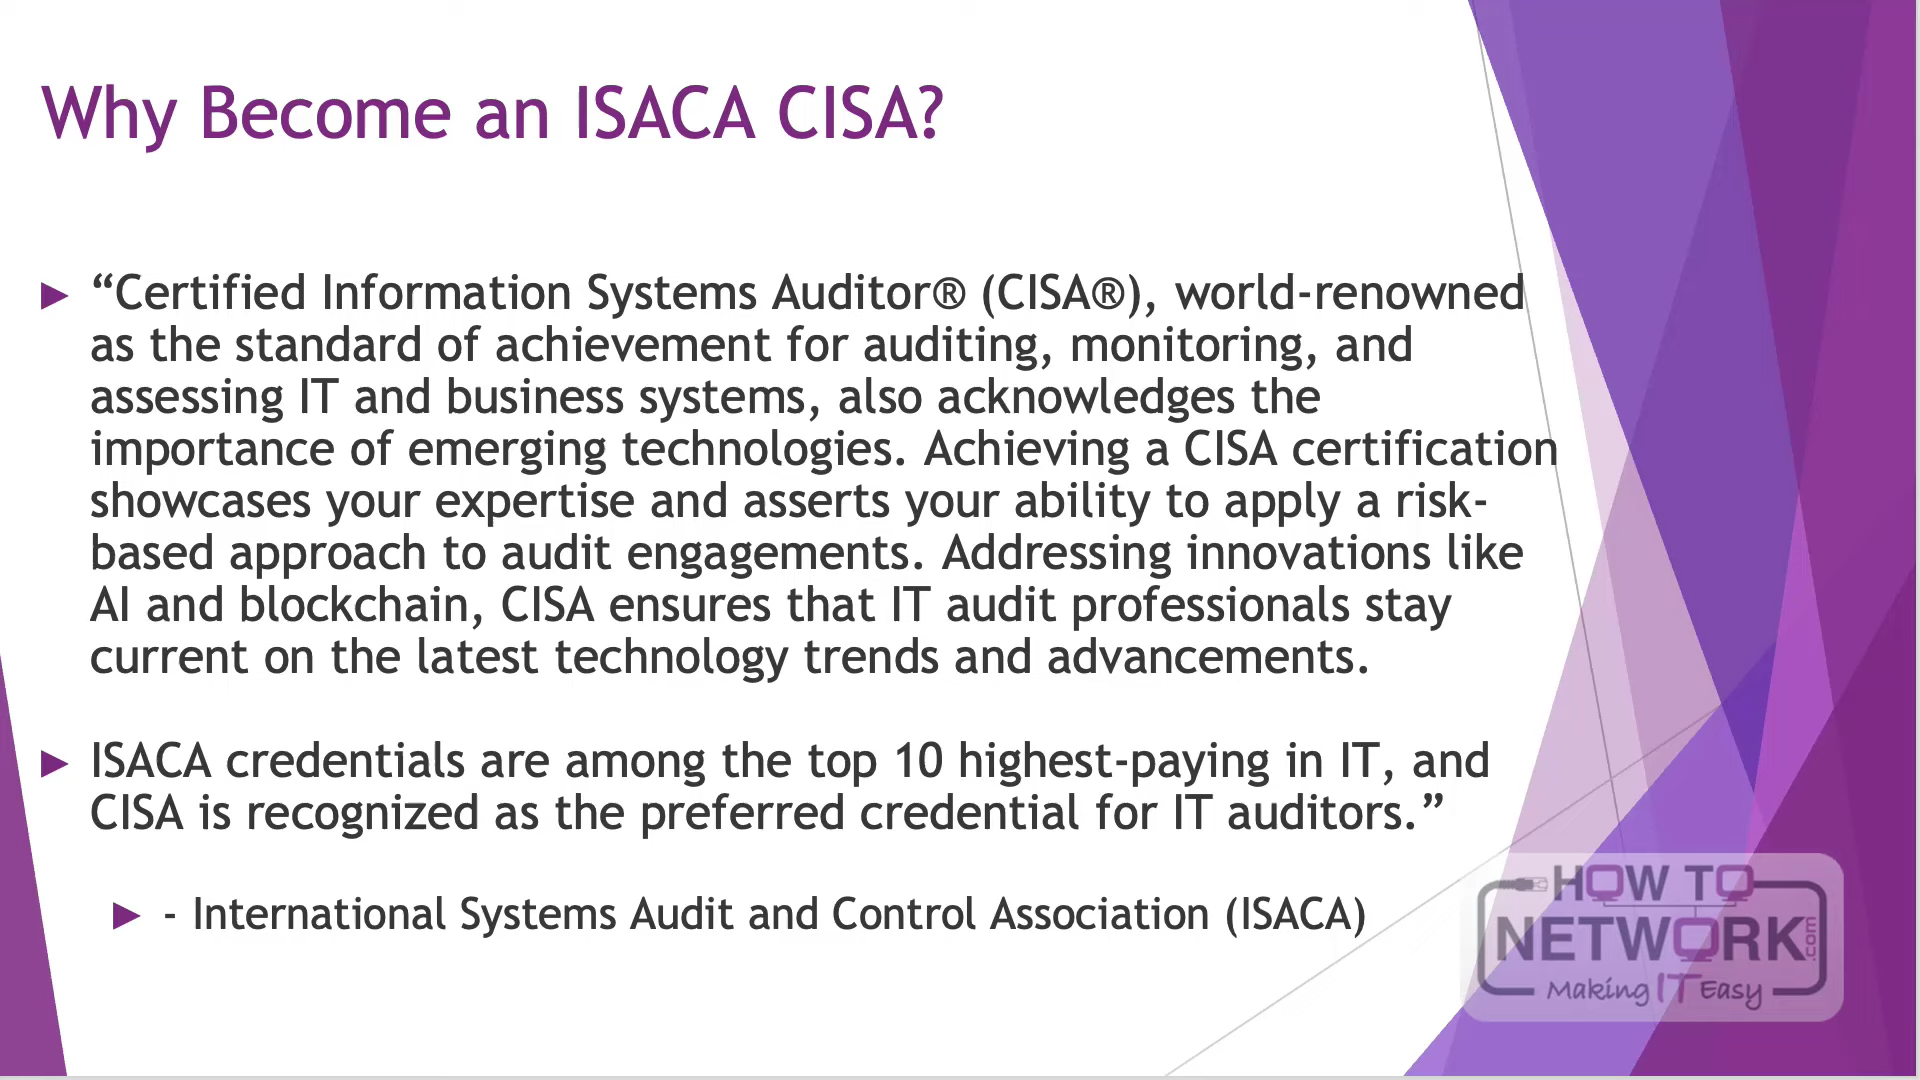 Why Become an ISACA CISA?
“Certified Information Systems Auditor® (CISA®), world-renowned
as the standard of achievement for auditing, monitoring, and
assessing IT and business systems, also acknowledges the
importance of emerging technologies. Achieving a CISA certification
showcases your expertise and asserts your ability to apply a risk-
based approach to audit engagements. Addressing innovations like
AI and blockchain, CISA ensures that IT audit professionals stay
current on the latest technology trends and advancements.
ISACA credentials are among the top 10 highest-paying in IT, and
CISA is recognized as the preferred credential for IT auditors.”
- International Systems Audit and Control Association (ISACA)
HOW TO
NETWORK.com
Making IT Easy